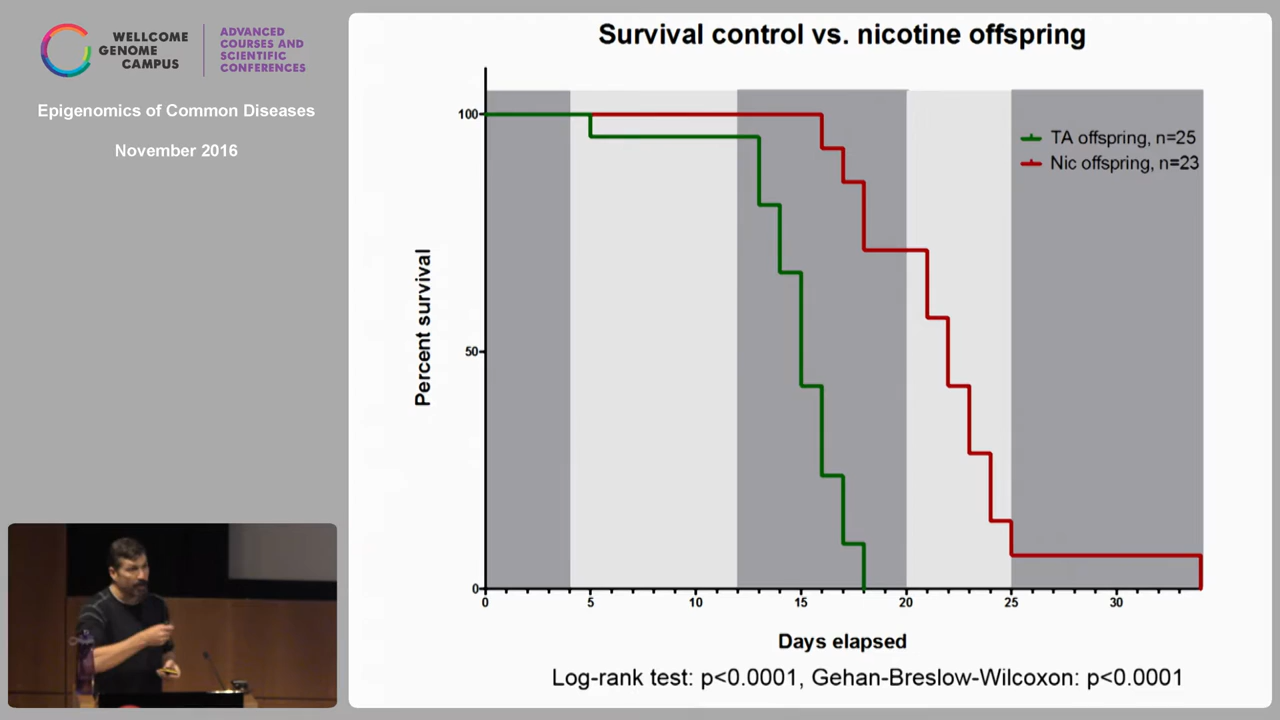 WELLCOME
GENOME
CAMPUS
ADVANCED
COURSES AND
SCIENTIFIC
CONFERENCES
Epigenomics of Common Diseases
November 2016
Survival control vs. nicotine offspring
TA offspring, n=25
Nic offspring, n=23
Percent survival
100
50
0
0 5 10 15 20 25 30
Days elapsed
Log-rank test: p<0.0001, Gehan-Breslow-Wilcoxon: p<0.0001